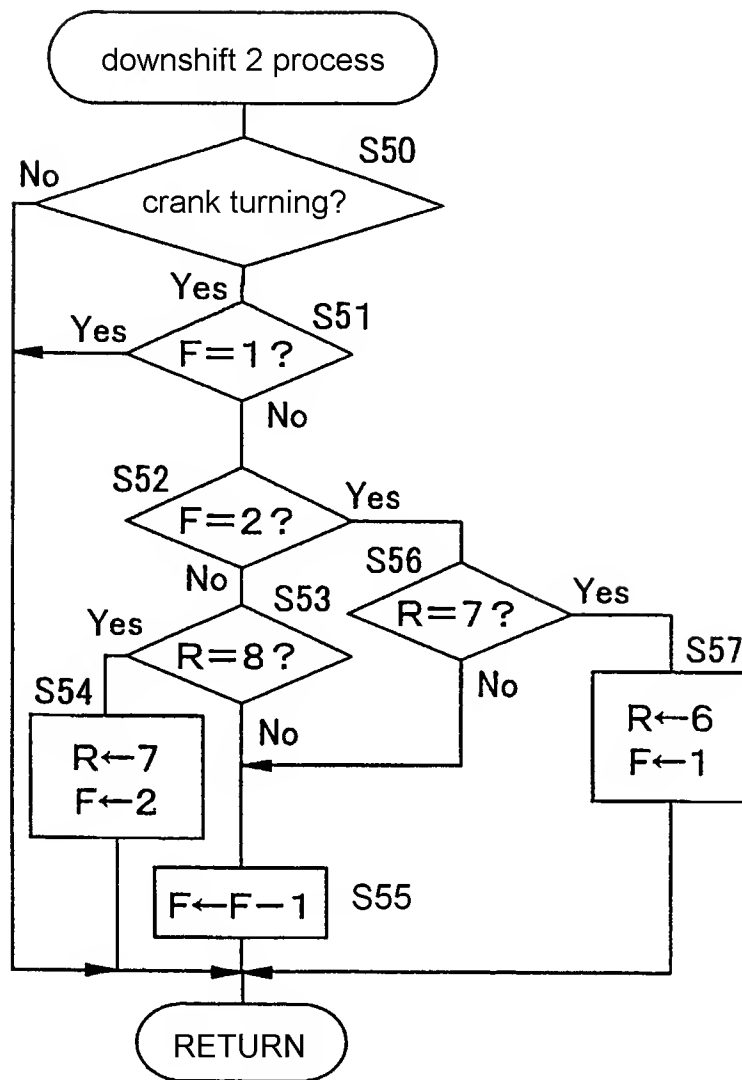 downshift 2 process
S50
No
crank turning?
Yes
S51
Yes
F=1?
No
S52
Yes
F=2?
S56
No
S53
Yes
R=7?
Yes
R=8?
S57
S54
No
No
R←7
F←2
R←6
F←1
F←F−1
S55
RETURN